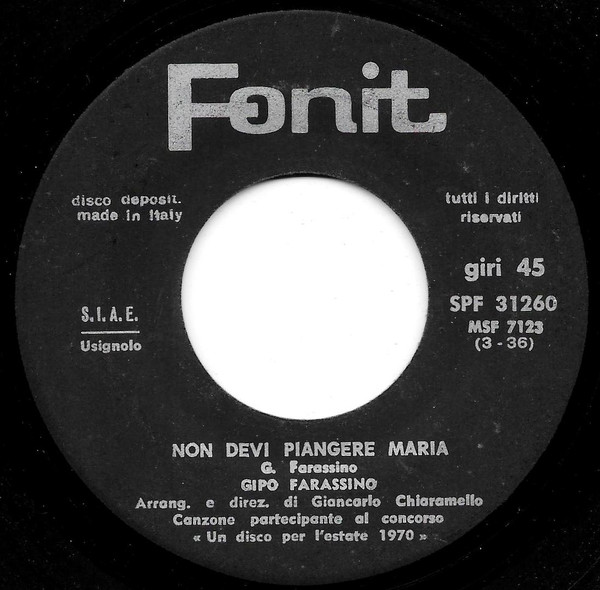 Fonit
disco deposit.
made in Italy
tutti i diritti
riservati
giri 45
SPF 31260
MSF 7123
(3-36)
S.I.A.E.
Usignolo
NON DEVI PIANGERE MARIA
G. Farassino
GIPO FARASSINO
Arrang. e direz. di Giancarlo Chiaramello
Canzone partecipante al concorso
« Un disco per l'estate 1970 »